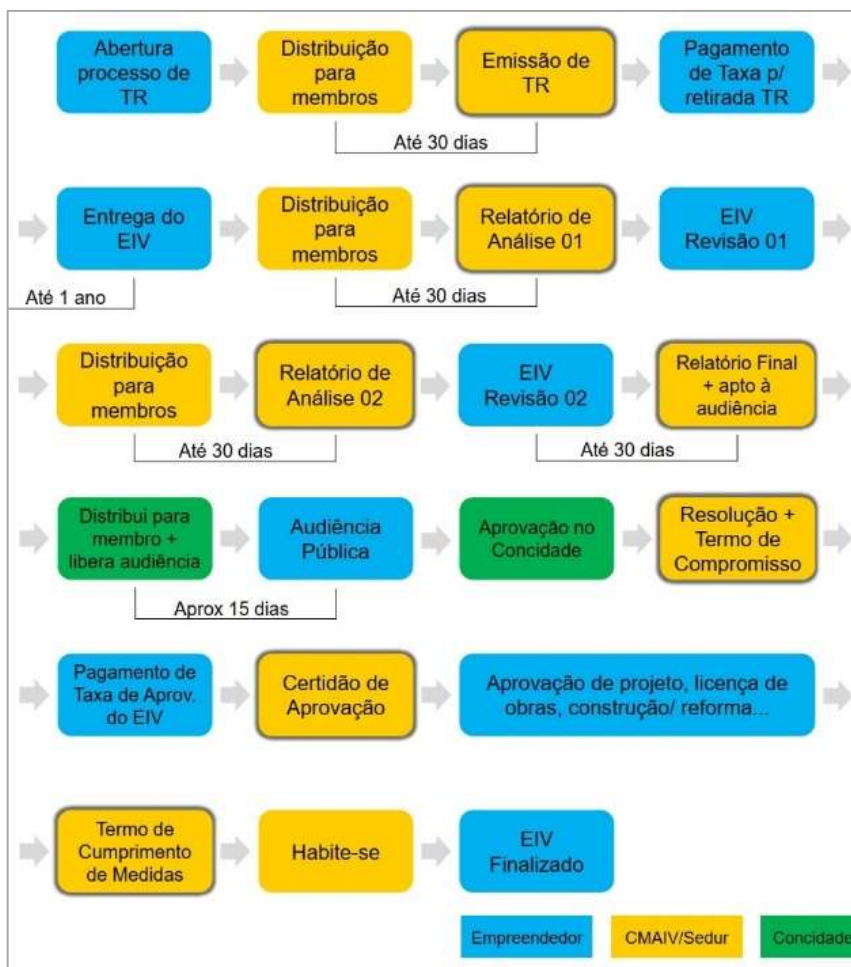 Abertura
processo de
TR
Distribuição
para
membros
Emissão de
TR
Pagamento
de Taxa p/
retirada TR
Até 30 dias
Entrega do
EIV
Distribuição
para
membros
Relatório de
Análise 01
EIV
Revisão 01
Até 1 ano
Até 30 dias
Distribuição
para
membros
Relatório de
Análise 02
EIV
Revisão 02
Relatório Final
+ apto à
audiência
Até 30 dias
Até 30 dias
Distribui para
membro +
libera audiência
Audiência
Pública
Aprovação no
Concidade
Resolução +
Termo de
Compromisso
Aprox 15 dias
Pagamento de
Taxa de Aprov.
do EIV
Certidão de
Aprovação
Aprovação de projeto, licença de
obras, construção/ reforma...
Termo de
Cumprimento
de Medidas
Habite-se
EIV
Finalizado
Empreendedor
CMAIV/Sedur
Concidade